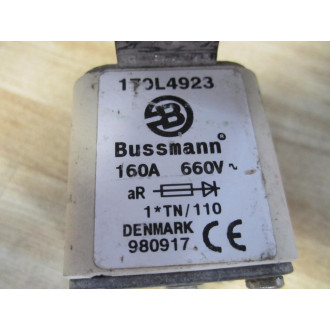 170L4923
Bussmann
160A 660V~
aR
1*TN/110
DENMARK
980917. CE